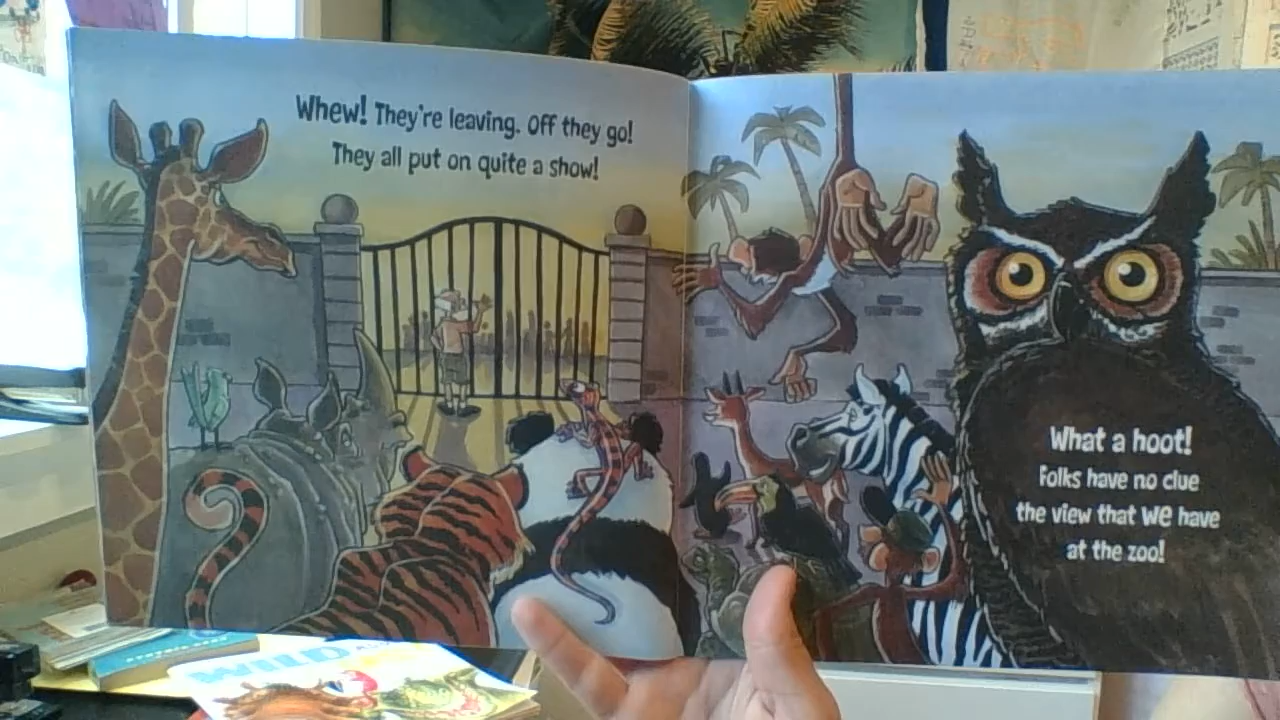 Whew! They're leaving. Off they go!
They all put on quite a show!
What a hoot!
Folks have no clue
the view that we have
at the zoo!
WILD